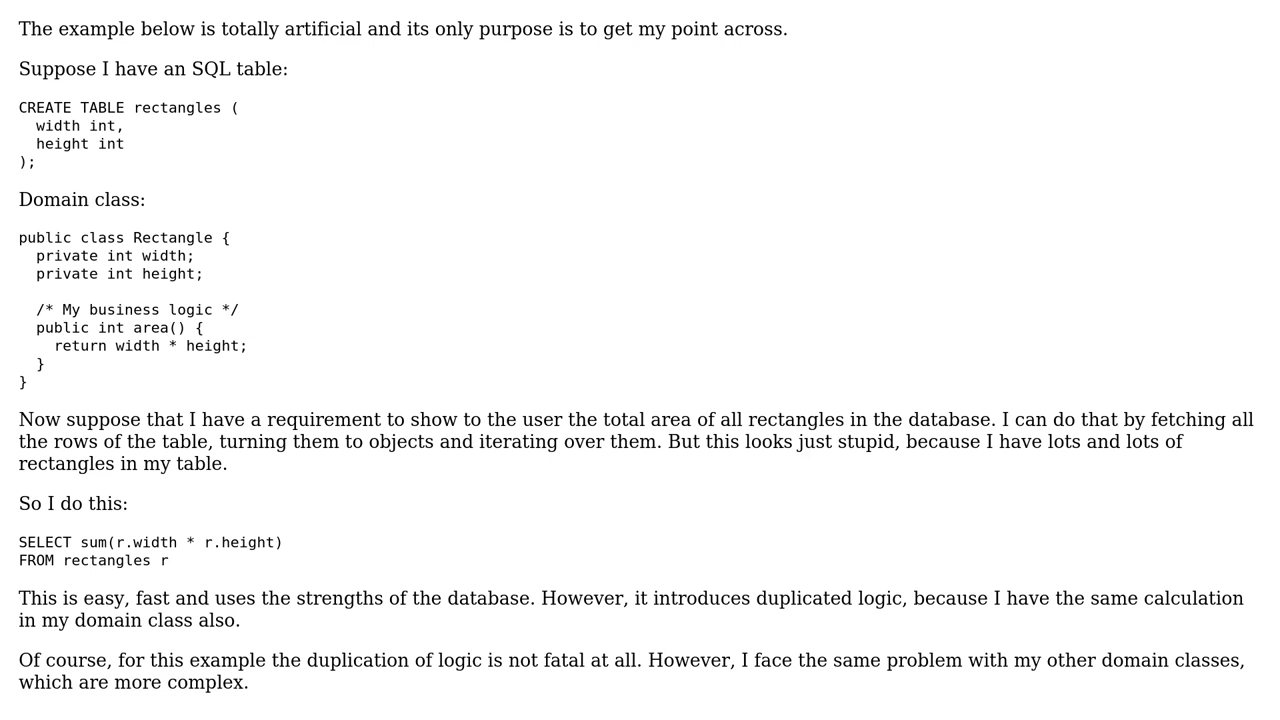 The example below is totally artificial and its only purpose is to get my point across.
Suppose I have an SQL table:
CREATE TABLE rectangles (
  width int,
  height int
);
Domain class:
public class Rectangle {
  private int width;
  private int height;

  /* My business logic */
  public int area() {
    return width * height;
  }
}
Now suppose that I have a requirement to show to the user the total area of all rectangles in the database. I can do that by fetching all
the rows of the table, turning them to objects and iterating over them. But this looks just stupid, because I have lots and lots of
rectangles in my table.
So I do this:
SELECT sum(r.width * r.height)
FROM rectangles r
This is easy, fast and uses the strengths of the database. However, it introduces duplicated logic, because I have the same calculation
in my domain class also.
Of course, for this example the duplication of logic is not fatal at all. However, I face the same problem with my other domain classes,
which are more complex.